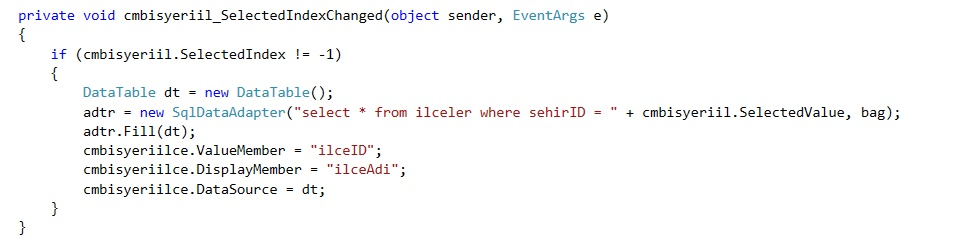 private void cmbisyeriil_SelectedIndexChanged(object sender, EventArgs e)
{
    if (cmbisyeriil.SelectedIndex != -1)
    {
        DataTable dt = new DataTable();
        adtr = new SqlDataAdapter("select * from ilceler where sehirID = " + cmbisyeriil.SelectedValue, bag);
        adtr.Fill(dt);
        cmbisyeriilce.ValueMember = "ilceID";
        cmbisyeriilce.DisplayMember = "ilceAdi";
        cmbisyeriilce.DataSource = dt;
    }
}